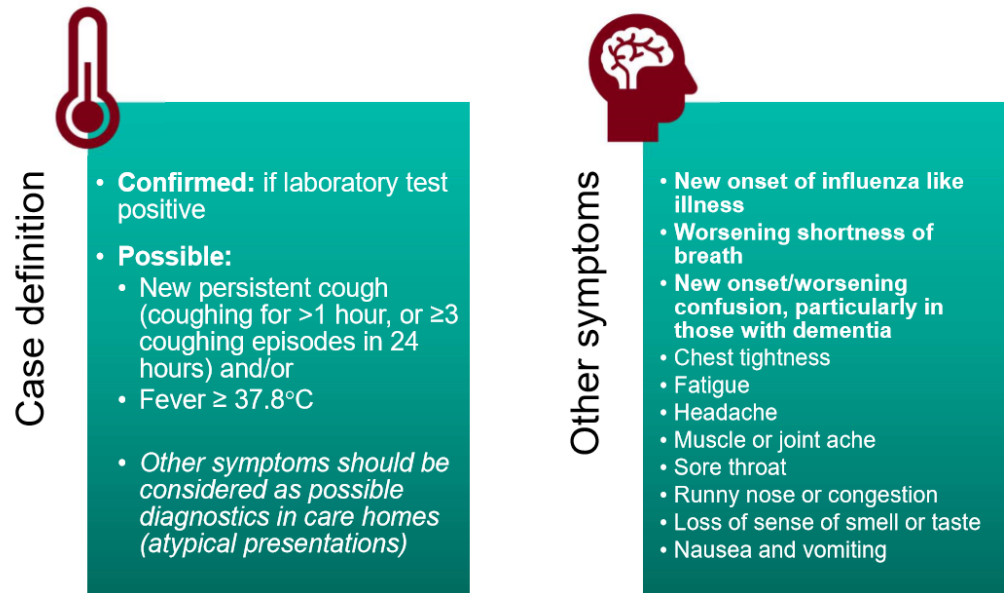 Case definition
• Confirmed: if laboratory test
positive
• Possible:
• New persistent cough
(coughing for >1 hour, or ≥3
coughing episodes in 24
hours) and/or
• Fever ≥ 37.8°C
• Other symptoms should be
considered as possible
diagnostics in care homes
(atypical presentations)
Other symptoms
• New onset of influenza like
illness
• Worsening shortness of
breath
• New onset/worsening
confusion, particularly in
those with dementia
• Chest tightness
• Fatigue
• Headache
• Muscle or joint ache
• Sore throat
• Runny nose or congestion
• Loss of sense of smell or taste
• Nausea and vomiting